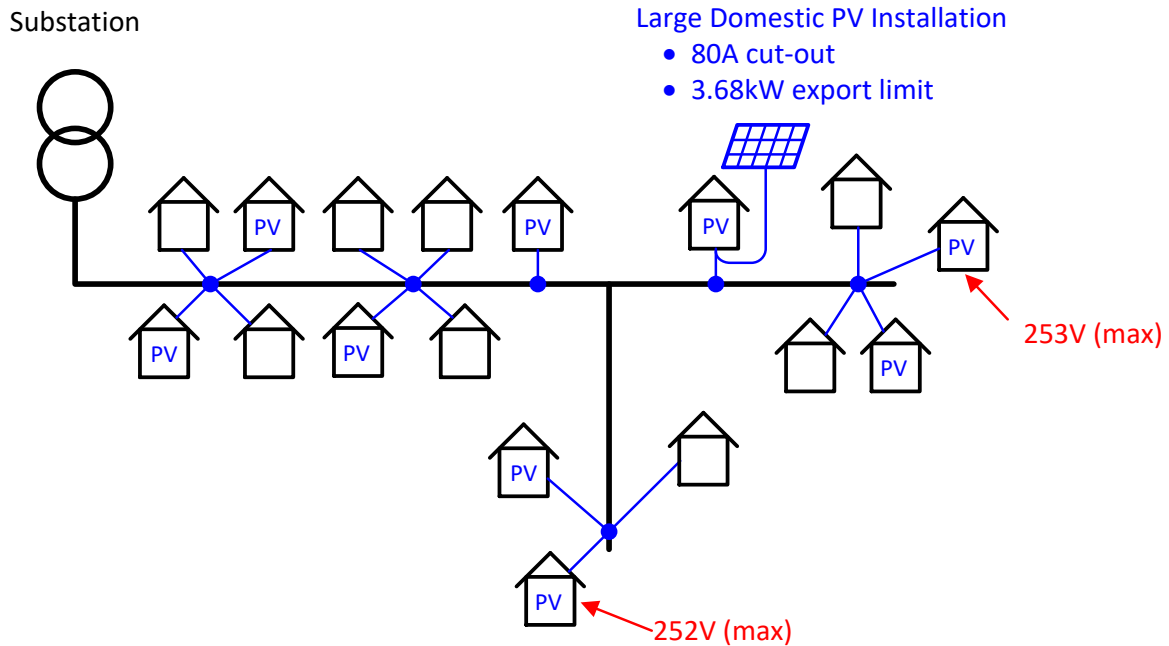 Substation
Large Domestic PV Installation
• 80A cut-out
• 3.68kW export limit
PV
PV
PV
PV
PV
PV
PV
253V (max)
PV
PV
PV
252V (max)